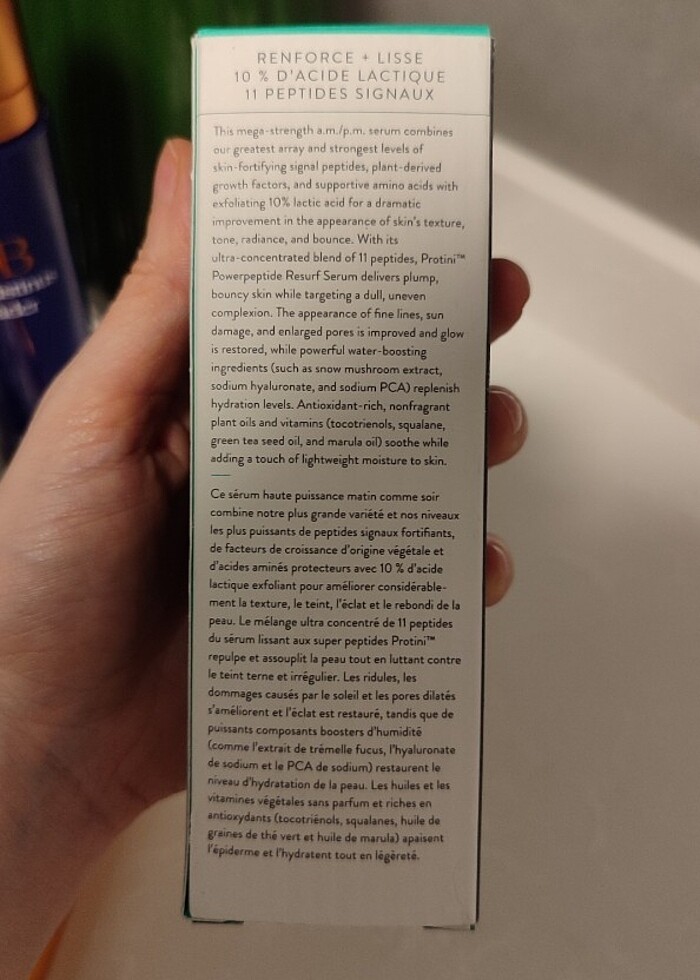 RENFORCE + LISSE
10 % D'ACIDE LACTIQUE
11 PEPTIDES SIGNAUX
This mega-strength a.m./p.m. serum combines
our greatest array and strongest levels of
skin-fortifying signal peptides, plant-derived
growth factors, and supportive amino acids with
exfoliating 10% lactic acid for a dramatic
improvement in the appearance of skin's texture,
tone, radiance, and bounce. With its
ultra-concentrated blend of 11 peptides, Protini™
Powerpeptide Resurf Serum delivers plump,
bouncy skin while targeting a dull, uneven
complexion. The appearance of fine lines, sun
damage, and enlarged pores is improved and glow
is restored, while powerful water-boosting
ingredients (such as snow mushroom extract,
sodium hyaluronate, and sodium PCA) replenish
hydration levels. Antioxidant-rich, nonfragrant
plant oils and vitamins (tocotrienols, squalane,
green tea seed oil, and marula oil) soothe while
adding a touch of lightweight moisture to skin.
Ce sérum haute puissance matin comme soir
combine notre plus grande variété et nos niveaux
les plus puissants de peptides signaux fortifiants,
de facteurs de croissance d'origine végétale et
d'acides aminés protecteurs avec 10 % d'acide
lactique exfoliant pour améliorer considérable-
ment la texture, le teint, l'éclat et le rebondi de la
peau. Le mélange ultra concentré de 11 peptides
du sérum lissant aux super peptides Protini™
repulpe et assouplit la peau tout en luttant contre
le teint terne et irrégulier. Les ridules, les
dommages causés par le soleil et les pores dilatés
s'améliorent et l'éclat est restauré, tandis que de
puissants composants boosters d'humidité
(comme l'extrait de trémelle fucus, l'hyaluronate
de sodium et le PCA de sodium) restaurent le
niveau d'hydratation de la peau. Les huiles et les
vitamines végétales sans parfum et riches en
antioxydants (tocotriénols, squalanes, huile de
graines de thé vert et huile de marula) apaisent
l'épiderme et l'hydratent tout en légèreté.